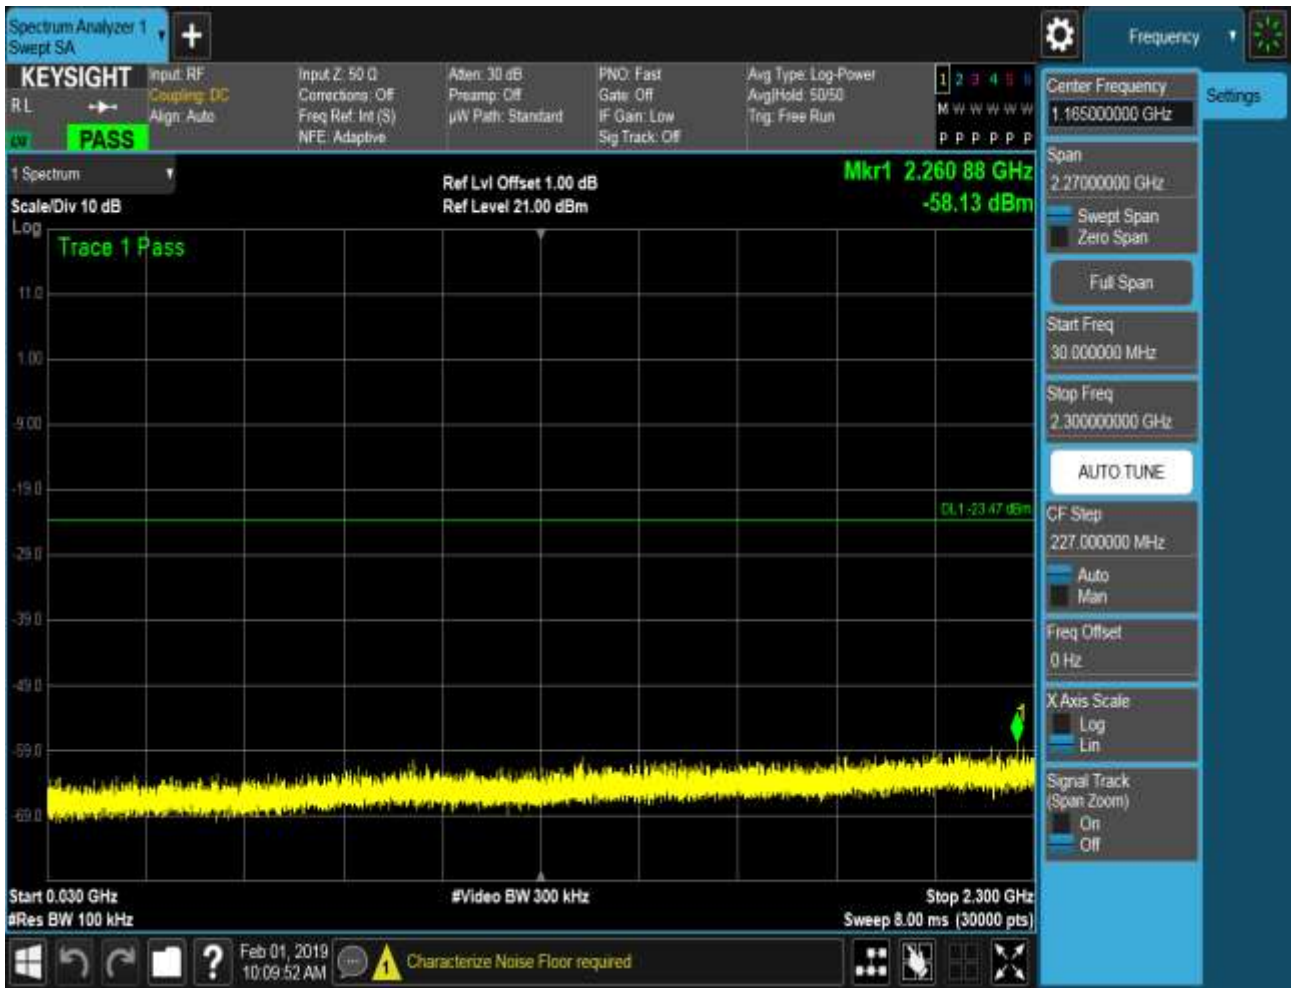 Spectrum Analyzer 1
Swept SA
+
Frequency
KEYSIGHT
R L
PASS
Input: RF
Coupling: DC
Align: Auto
Input Z: 50 Ω
Corrections: Off
Freq Ref: Int (S)
NFE: Adaptive
Atten: 30 dB
Preamp: Off
µW Path: Standard
PNO: Fast
Gate: Off
IF Gain: Low
Sig Track: Off
Avg Type: Log-Power
Avg|Hold: 50/50
Trig: Free Run
1 2 3 4 5 6
M W W W W W
P P P P P P
1 Spectrum
Scale/Div 10 dB
Ref Lvl Offset 1.00 dB
Ref Level 21.00 dBm
Mkr1 2.260 88 GHz
-58.13 dBm
Log
Trace 1 Pass
11.0
1.00
-9.00
-19.0
DL1 -23.47 dBm
-29.0
-39.0
-49.0
1
-59.0
-69.0
Start 0.030 GHz
#Video BW 300 kHz
Stop 2.300 GHz
#Res BW 100 kHz
Sweep 8.00 ms (30000 pts)
?
Feb 01, 2019
10:09:52 AM
Characterize Noise Floor required
Center Frequency
1.165000000 GHz
Settings
Span
2.27000000 GHz
Swept Span
Zero Span
Full Span
Start Freq
30.000000 MHz
Stop Freq
2.300000000 GHz
AUTO TUNE
CF Step
227.000000 MHz
Auto
Man
Freq Offset
0 Hz
X Axis Scale
Log
Lin
Signal Track
(Span Zoom)
On
Off